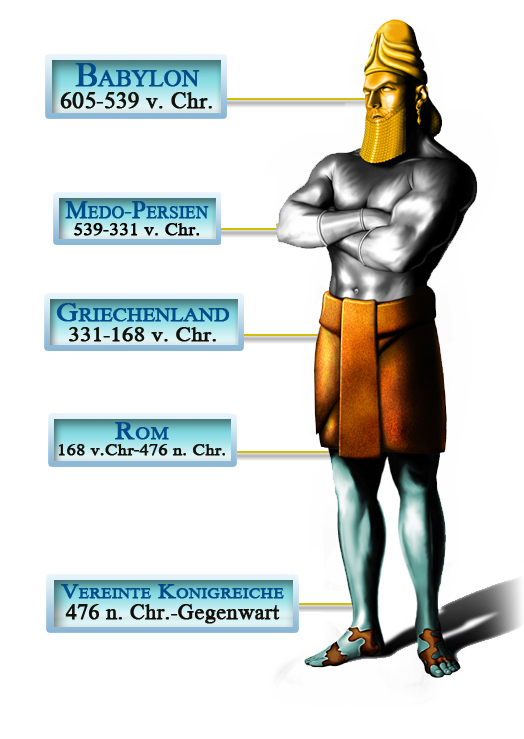 Babylon
605-539 v. Chr.
Medo-Persien
539-331 v. Chr.
Griechenland
331-168 v. Chr.
Rom
168 v.Chr-476 n. Chr.
Vereinte Konigreiche
476 n. Chr.-Gegenwart